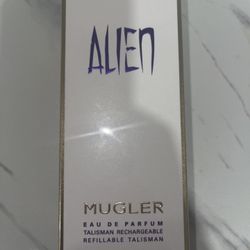 ALIEN
MUGLER
EAU DE PARFUM
TALISMAN RECHARGEABLE
REFILLABLE TALISMAN